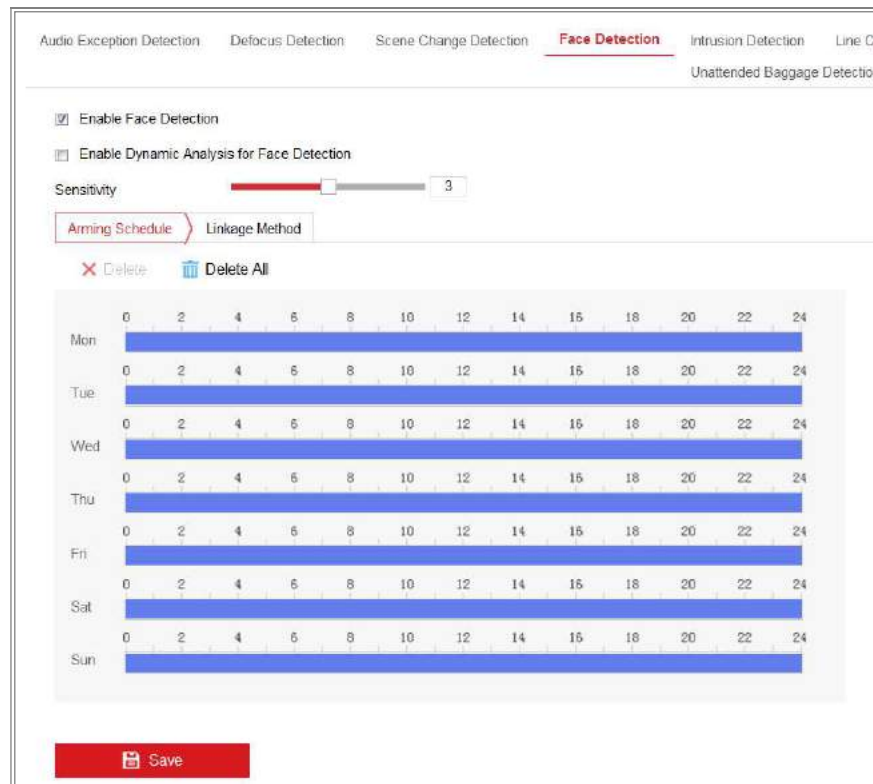 Audio Exception Detection Defocus Detection Scene Change Detection Face Detection Intrusion Detection Line C
Unattended Baggage Detectio
Enable Face Detection
Enable Dynamic Analysis for Face Detection
Sensitivity 3
Arming Schedule Linkage Method
Delete Delete All
0 2 4 6 8 10 12 14 16 18 20 22 24
Mon
0 2 4 6 8 10 12 14 16 18 20 22 24
Tue
0 2 4 6 8 10 12 14 16 18 20 22 24
Wed
0 2 4 6 8 10 12 14 16 18 20 22 24
Thu
0 2 4 6 8 10 12 14 16 18 20 22 24
Fri
0 2 4 6 8 10 12 14 16 18 20 22 24
Sat
0 2 4 6 8 10 12 14 16 18 20 22 24
Sun
Save